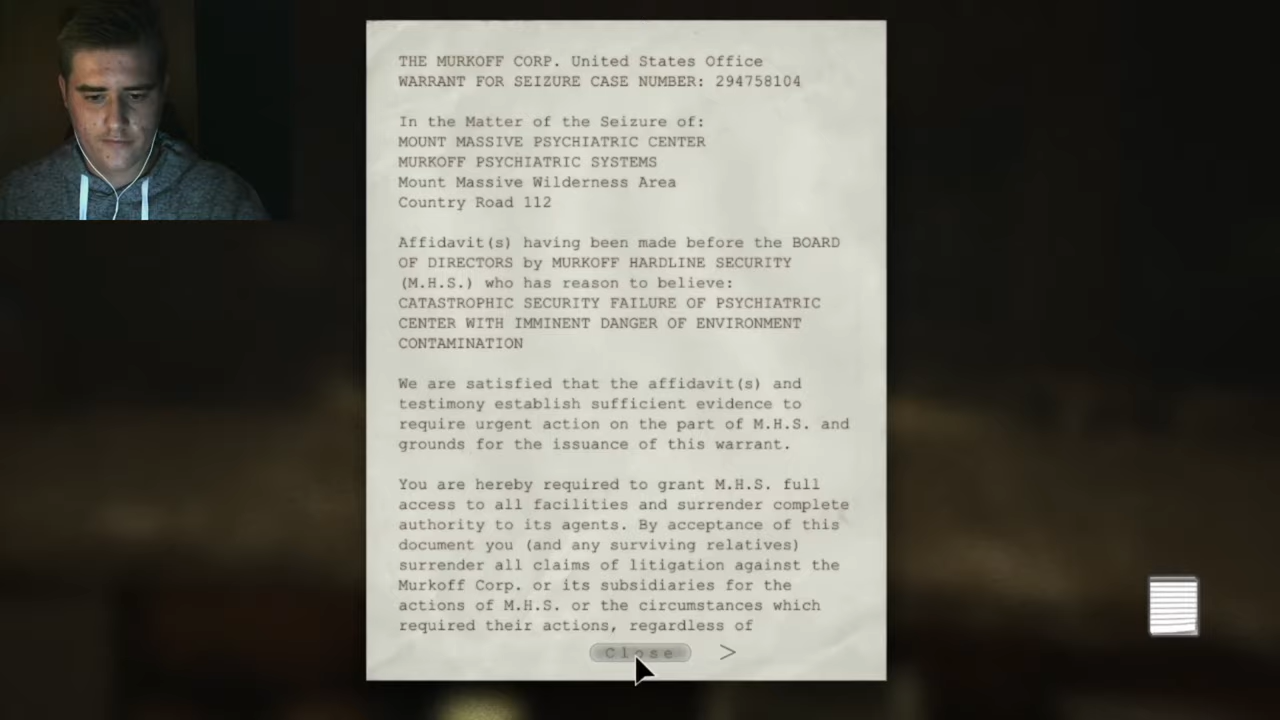 THE MURKOFF CORP. United States Office
WARRANT FOR SEIZURE CASE NUMBER: 294758104
In the Matter of the Seizure of:
MOUNT MASSIVE PSYCHIATRIC CENTER
MURKOFF PSYCHIATRIC SYSTEMS
Mount Massive Wilderness Area
Country Road 112
Affidavit(s) having been made before the BOARD
OF DIRECTORS by MURKOFF HARDLINE SECURITY
(M.H.S.) who has reason to believe:
CATASTROPHIC SECURITY FAILURE OF PSYCHIATRIC
CENTER WITH IMMINENT DANGER OF ENVIRONMENT
CONTAMINATION
We are satisfied that the affidavit(s) and
testimony establish sufficient evidence to
require urgent action on the part of M.H.S. and
grounds for the issuance of this warrant.
You are hereby required to grant M.H.S. full
access to all facilities and surrender complete
authority to its agents. By acceptance of this
document you (and any surviving relatives)
surrender all claims of litigation against the
Murkoff Corp. or its subsidiaries for the
actions of M.H.S. or the circumstances which
required their actions, regardless of
Close >